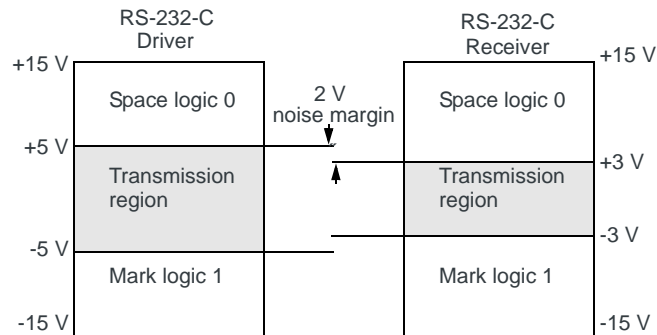 RS-232-C
Driver
RS-232-C
Receiver
+15 V
+15 V
Space logic 0
2 V
noise margin
Space logic 0
+5 V
+3 V
Transmission
region
Transmission
region
-3 V
-5 V
Mark logic 1
Mark logic 1
-15 V
-15 V